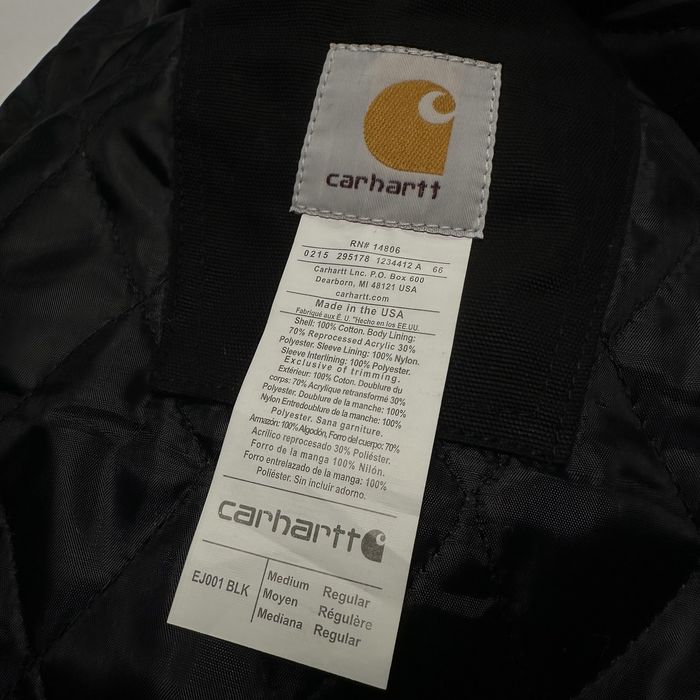 carhartt
RN# 14806
0215 295178 1234412 A 66
Carhartt Lnc. P.O. Box 600
Dearborn, MI 48121 USA
carhartt.com
Made in the USA
Fabriqué aux É. U. "Hecho en los EE.UU.
Shell: 100% Cotton. Body Lining:
70% Reprocessed Acrylic 30%
Polyester. Sleeve Lining: 100% Nylon.
Sleeve Interlining: 100% Polyester.
Exclusive of trimming.
Extérieur: 100% Coton. Doublure du
corps: 70% Acrylique retransformé 30%
Polyester. Doublure de la manche: 100%
Nylon Entredoublure de la manche: 100%
Polyester. Sana garniture.
Armazón: 100% Algodón, Forro del cuerpo: 70%
Acrílico reprocesado 30% Poliéster.
Forro de la manga 100% Nilón.
Forro entrelazado de la manga: 100%
Poliéster. Sin incluir adorno.
carhartt
EJ001 BLK
Medium Regular
Moyen Régulère
Mediana Regular